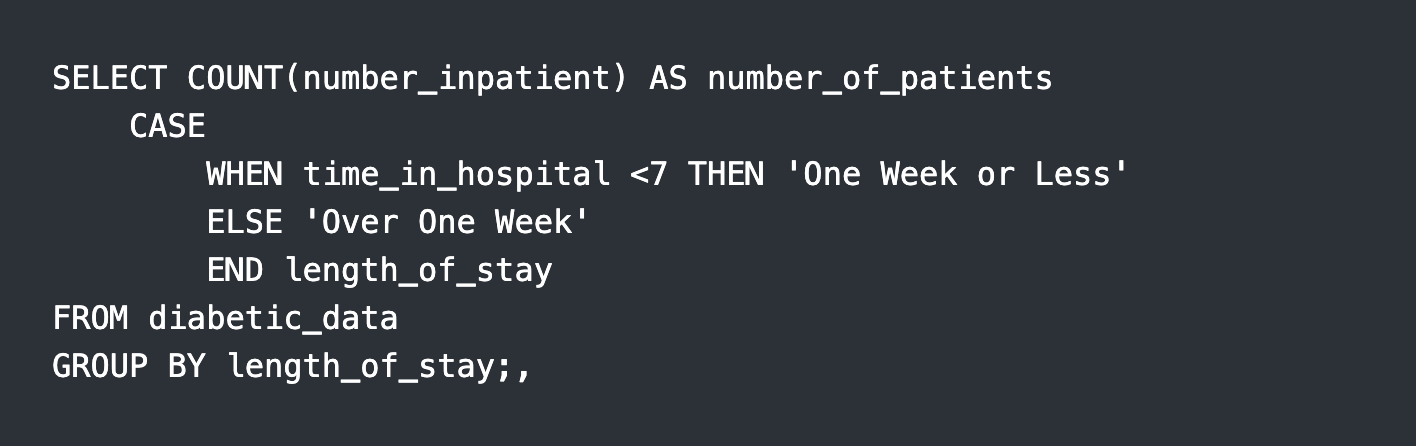 SELECT COUNT(number_inpatient) AS number_of_patients
    CASE
        WHEN time_in_hospital <7 THEN 'One Week or Less'
        ELSE 'Over One Week'
        END length_of_stay
FROM diabetic_data
GROUP BY length_of_stay;,